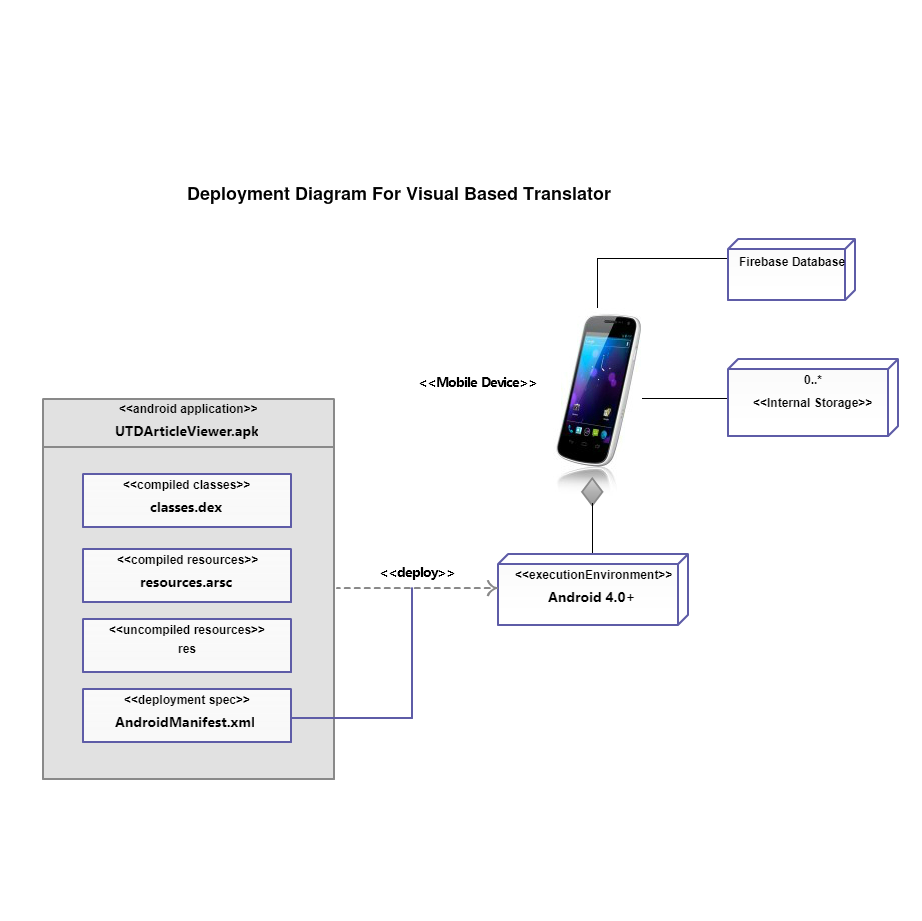 Deployment Diagram For Visual Based Translator
Firebase Database
0..*
<<Internal Storage>>
<<Mobile Device>>
<<android application>>
UTDArticleViewer.apk
<<compiled classes>>
classes.dex
<<compiled resources>>
resources.arsc
<<uncompiled resources>>
res
<<deployment spec>>
AndroidManifest.xml
<<deploy>>
<<executionEnvironment>>
Android 4.0+